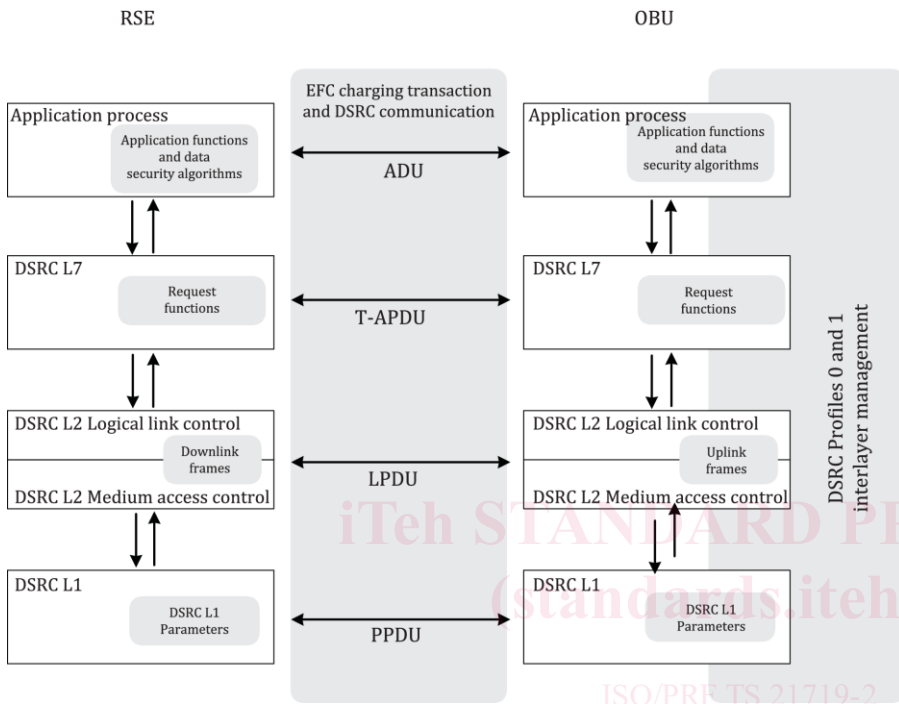 RSE
OBU
EFC charging transaction
and DSRC communication
Application process
Application functions
and data
security algorithms
ADU
Application process
Application functions
and data
security algorithms
DSRC L7
Request
functions
T-APDU
DSRC L7
Request
functions
DSRC L2 Logical link control
Downlink
frames
DSRC L2 Medium access control
LPDU
DSRC L2 Logical link control
Uplink
frames
DSRC L2 Medium access control
DSRC L1
DSRC L1
Parameters
PPDU
DSRC L1
DSRC L1
Parameters
DSRC Profiles 0 and 1
interlayer management
iTeh STANDARD
(standards.iteh
ISO/PRF TS 21719-2